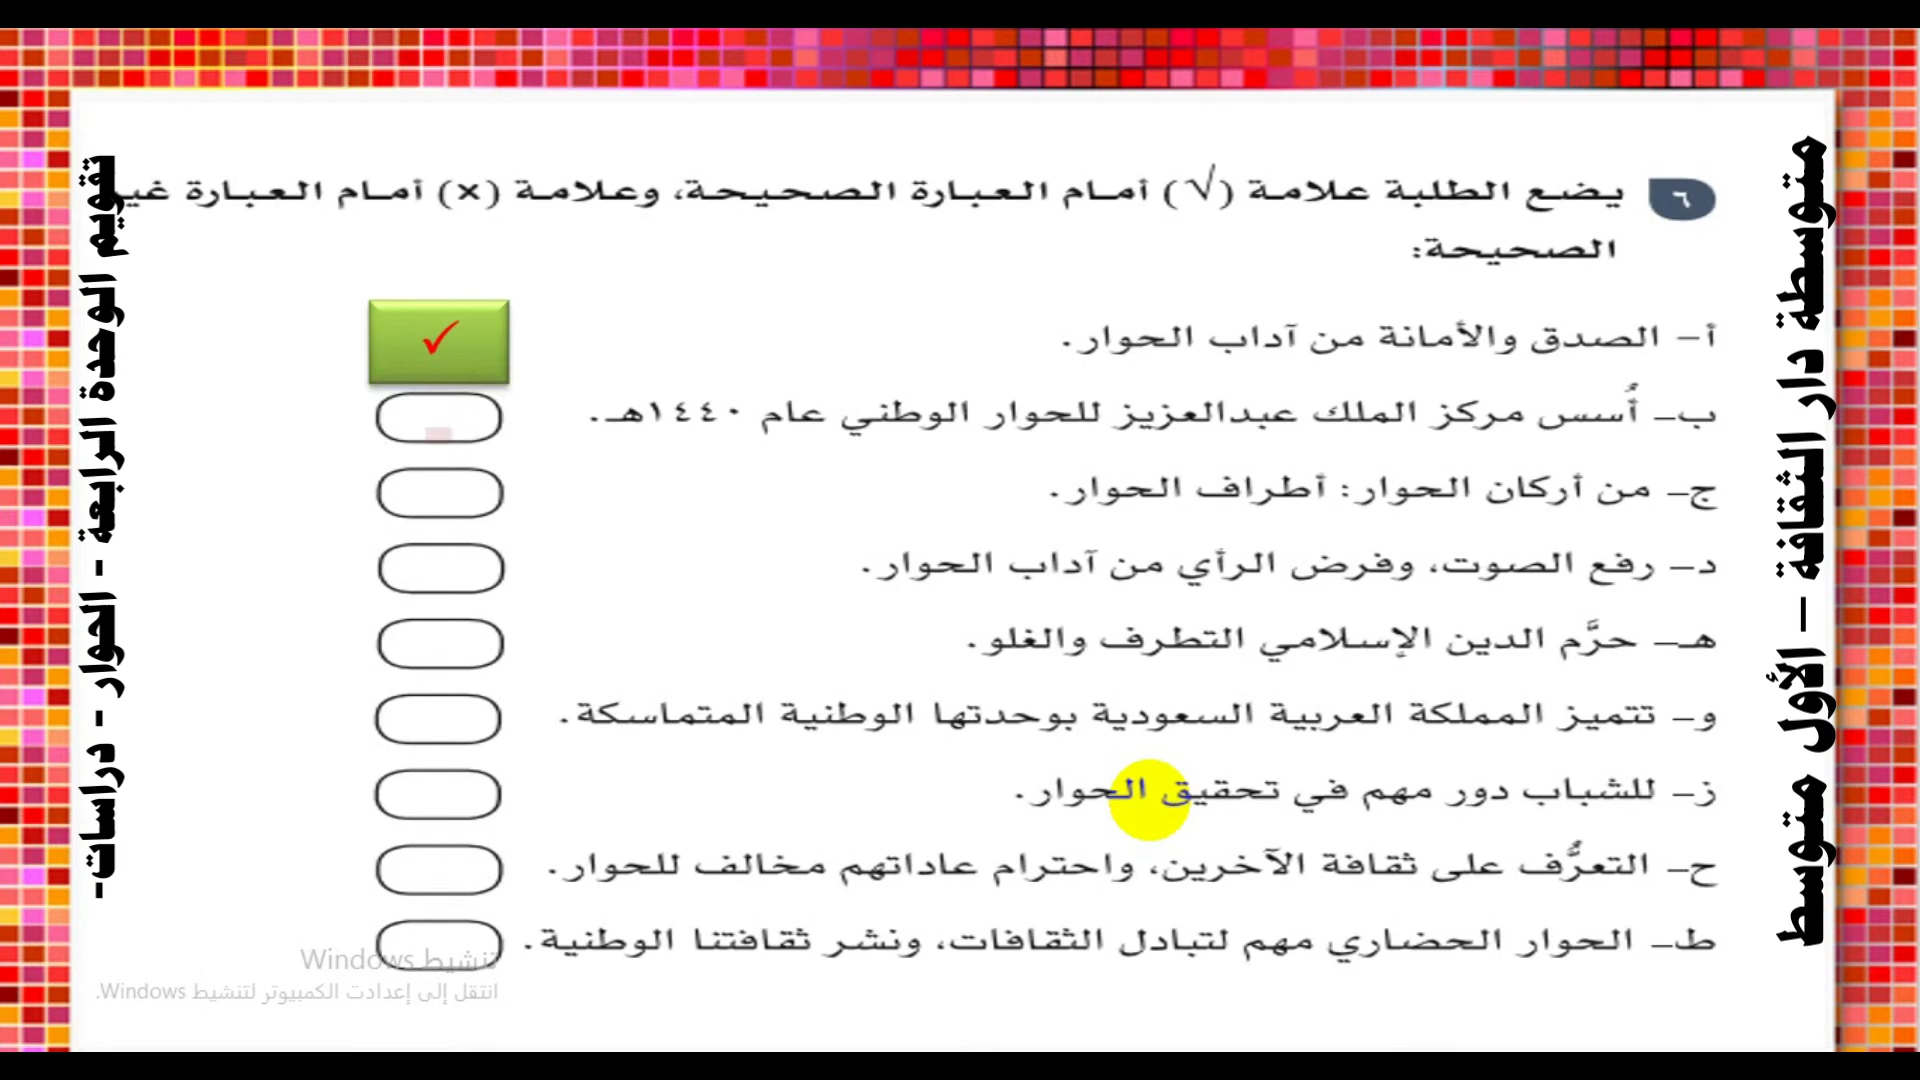 ٦ يضع الطلبة علامة (√) أمام العبارة الصحيحة، وعلامة (×) أمام العبارة غير
الصحيحة:
أ– الصدق والأمانة من آداب الحوار. ✓
ب– أُسس مركز الملك عبدالعزيز للحوار الوطني عام ١٤٤٠هـ.
ج– من أركان الحوار: أطراف الحوار.
د– رفع الصوت، وفرض الرأي من آداب الحوار.
هـ– حرَّم الدين الإسلامي التطرف والغلو.
و– تتميز المملكة العربية السعودية بوحدتها الوطنية المتماسكة.
ز– للشباب دور مهم في تحقيق الحوار.
ح– التعرُّف على ثقافة الآخرين، واحترام عاداتهم مخالف للحوار.
ط– الحوار الحضاري مهم لتبادل الثقافات، ونشر ثقافتنا الوطنية.
متوسطة دار الثقافة – الأول متوسط
تقويم الوحدة الرابعة - الحوار - دراسات-
تنشيط Windows
انتقل إلى إعدادت الكمبيوتر لتنشيط Windows.